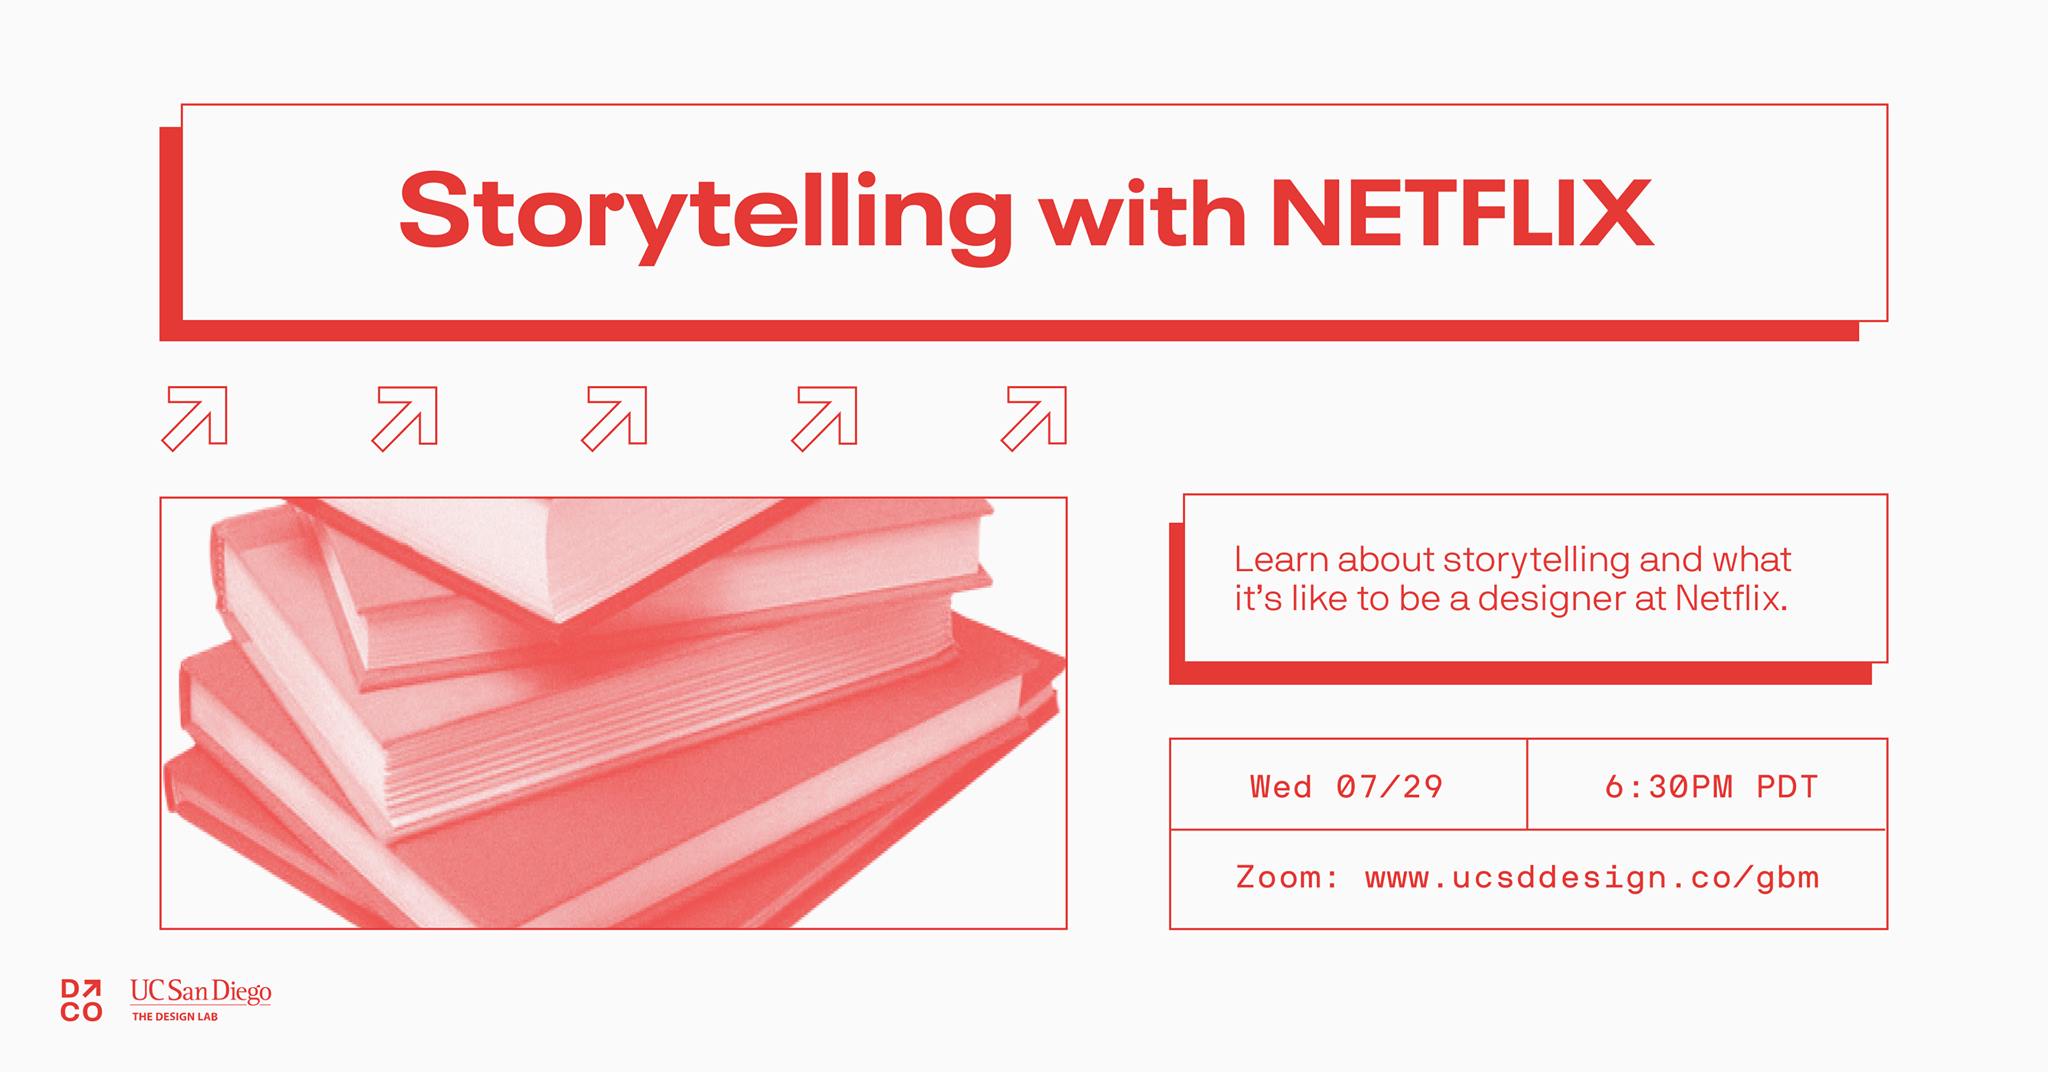 Storytelling with NETFLIX
Learn about storytelling and what
it's like to be a designer at Netflix.
Wed 07/29
6:30PM PDT
Zoom: www.ucsddesign.co/gbm
D
CO
UC San Diego
THE DESIGN LAB